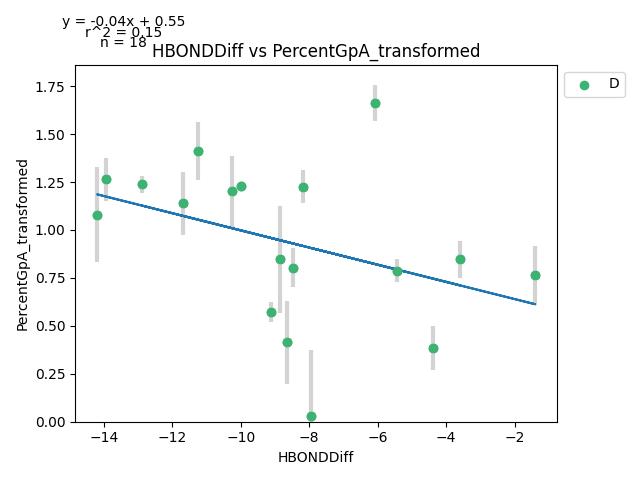 y = -0.04x + 0.55
r^2 = 0.15
n = 18
HBONDDiff vs PercentGpA_transformed
D
1.75
1.50
1.25
1.00
0.75
0.50
0.25
0.00
PercentGpA_transformed
−14 −12 −10 −8 −6 −4 −2
HBONDDiff